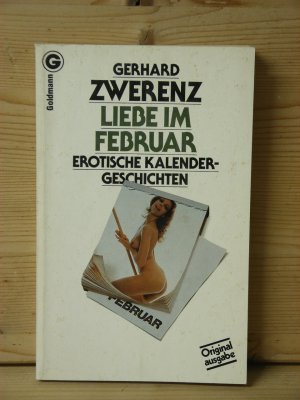 G
Goldmann
GERHARD
ZWERENZ
LIEBE IM
FEBRUAR
EROTISCHE KALENDER-
GESCHICHTEN
FEBRUAR
Original
ausgabe